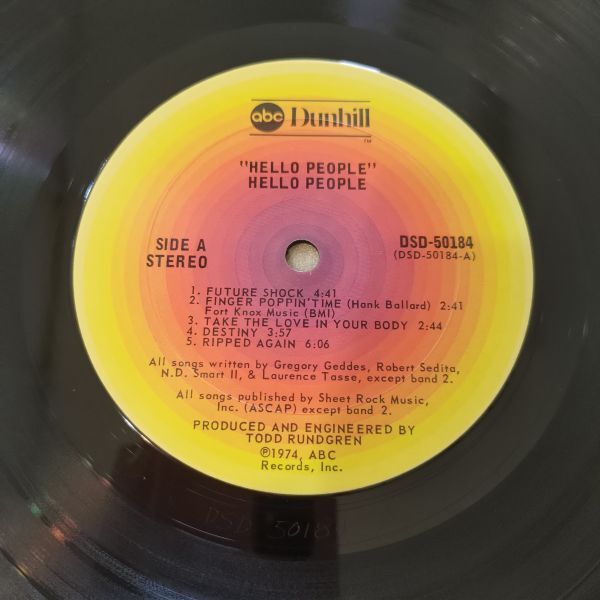 abc Dunhill
TM
"HELLO PEOPLE"
HELLO PEOPLE
SIDE A
STEREO
DSD-50184
(DSD-50184-A)
1. FUTURE SHOCK 4:41
2. FINGER POPPIN' TIME (Hank Ballard) 2:41
Fort Knox Music (BMI)
3. TAKE THE LOVE IN YOUR BODY 2:44
4. DESTINY 3:57
5. RIPPED AGAIN 6:06
All songs written by Gregory Geddes, Robert Sedita,
N.D. Smart II, & Laurence Tasse, except band 2.
All songs published by Sheet Rock Music,
Inc. (ASCAP) except band 2.
PRODUCED AND ENGINEERED BY
TODD RUNDGREN
℗1974, ABC
Records, Inc.
DSD 5018